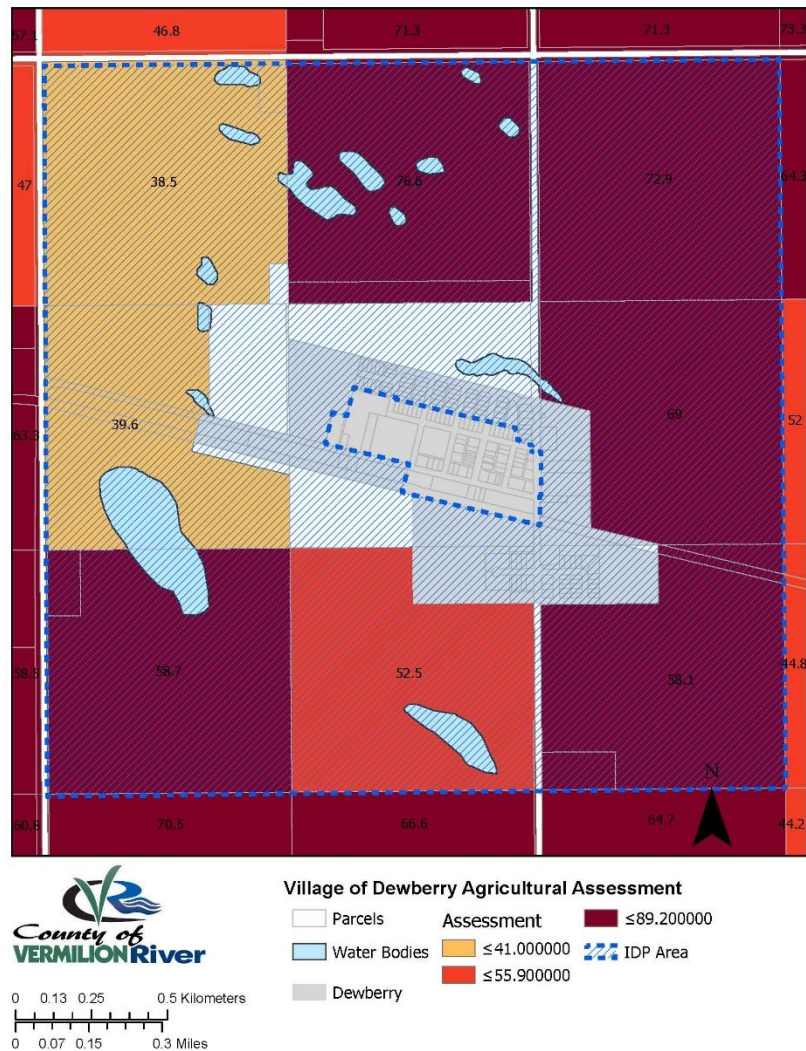 57.1 46.8 71.3 71.3 73.3
47 38.5 76.6 72.9 64.3
63.3 39.6 69 52
58.5 58.7 52.5 58.1 44.8
N
60.8 70.5 66.6 64.7 44.2
County of
VERMILION River
Village of Dewberry Agricultural Assessment
Parcels
Water Bodies
Dewberry
Assessment
≤41.000000
≤55.900000
≤89.200000
IDP Area
0 0.13 0.25 0.5 Kilometers
0 0.07 0.15 0.3 Miles